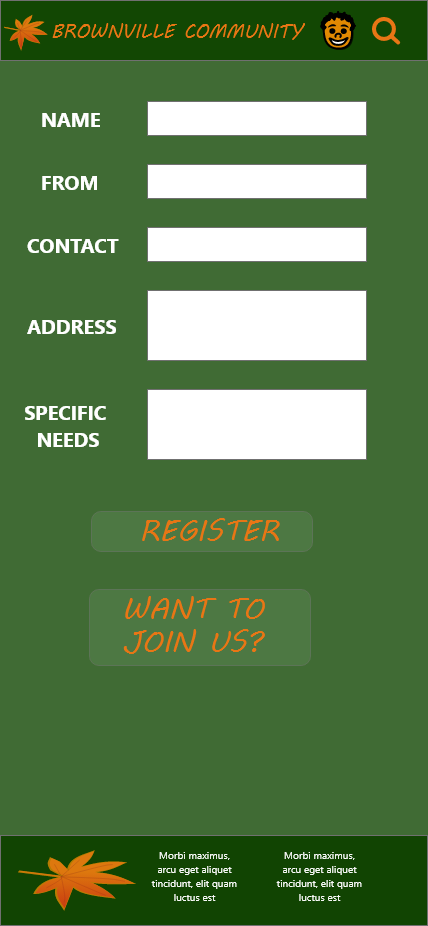 BROWNVILLE COMMUNITY
NAME
FROM
CONTACT
ADDRESS
SPECIFIC
NEEDS
REGISTER
WANT TO
JOIN US?
Morbi maximus,
arcu eget aliquet
tincidunt, elit quam
luctus est
Morbi maximus,
arcu eget aliquet
tincidunt, elit quam
luctus est